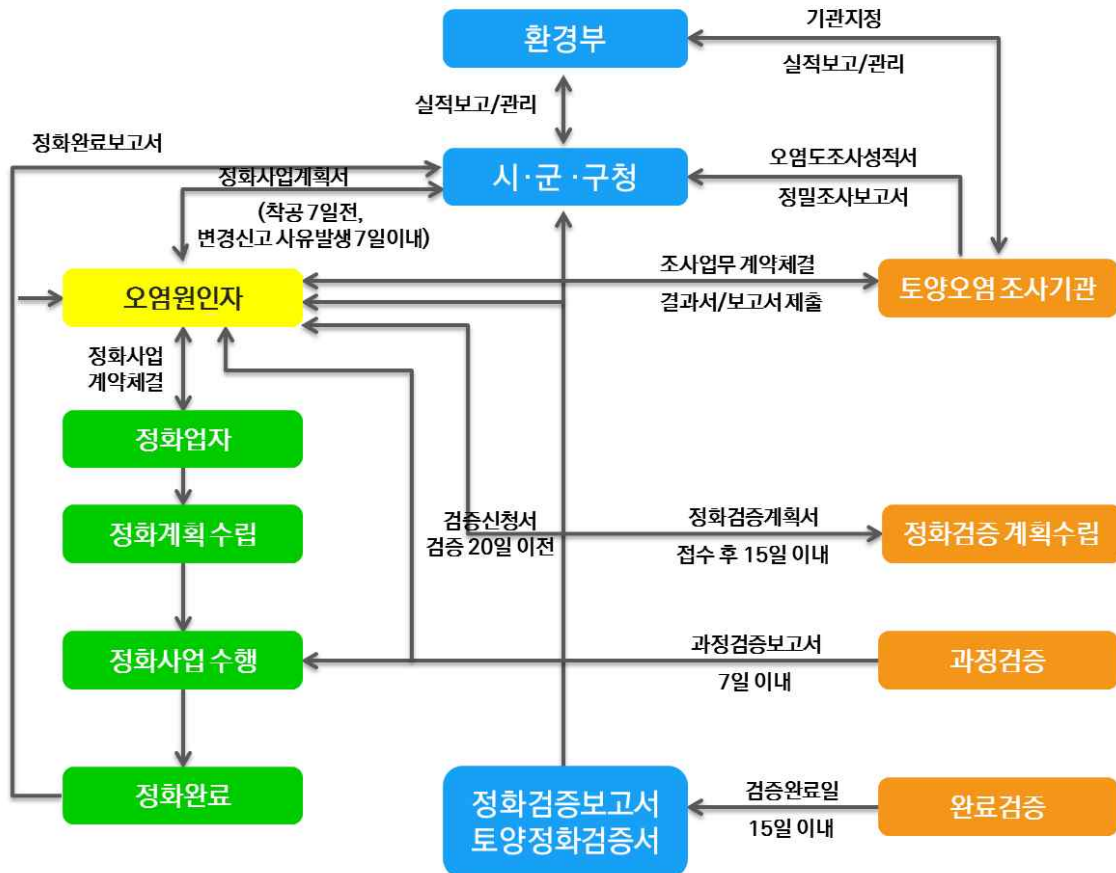 기관지정
환경부
실적보고/관리
실적보고/관리
정화완료보고서
오염도조사성적서
시·군·구청
정화사업계획서
정밀조사보고서
(착공 7일전,
변경신고 사유발생 7일이내)
조사업무 계약체결
오염원인자
토양오염 조사기관
결과서/보고서 제출
정화사업
계약체결
정화업자
검증신청서
검증 20일 이전
정화계획 수립
정화검증계획서
정화검증 계획수립
접수 후 15일 이내
정화사업 수행
과정검증보고서
과정검증
7일 이내
정화완료
정화검증보고서
토양정화검증서
검증완료일
완료검증
15일 이내